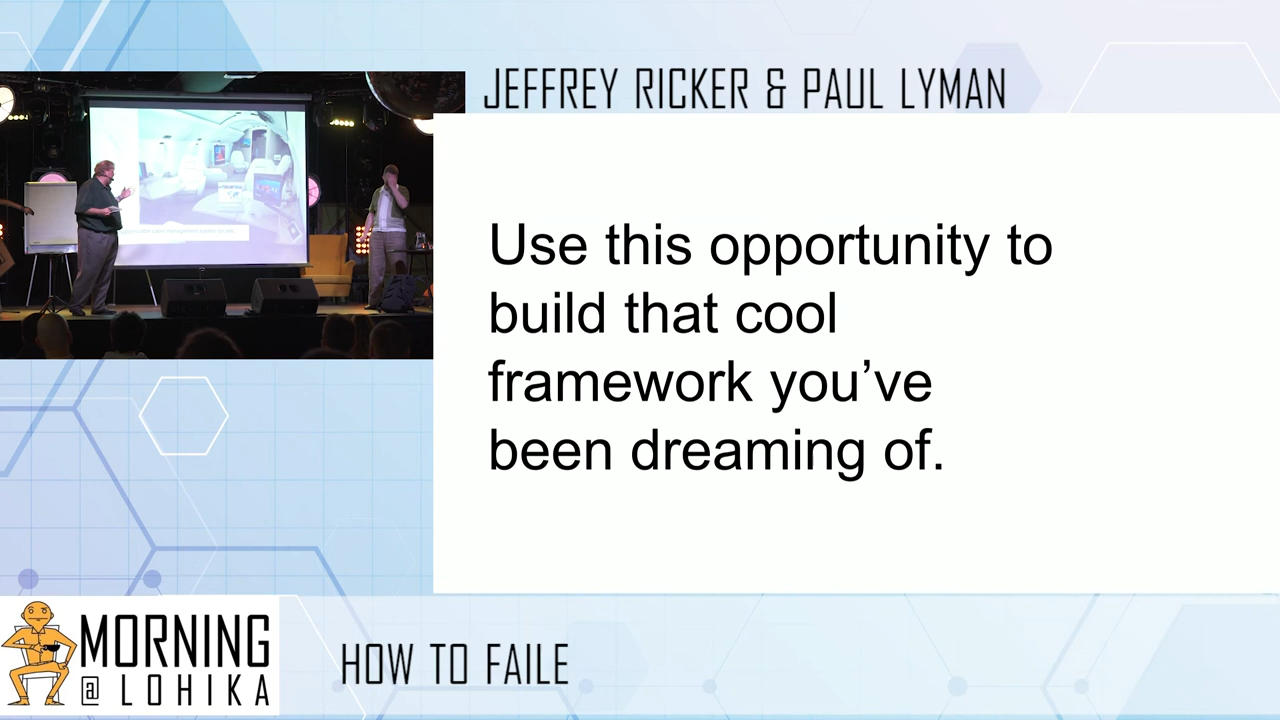 JEFFREY RICKER & PAUL LYMAN
Use this opportunity to
build that cool
framework you’ve
been dreaming of.
MORNING
@ LOHIKA
HOW TO FAILE